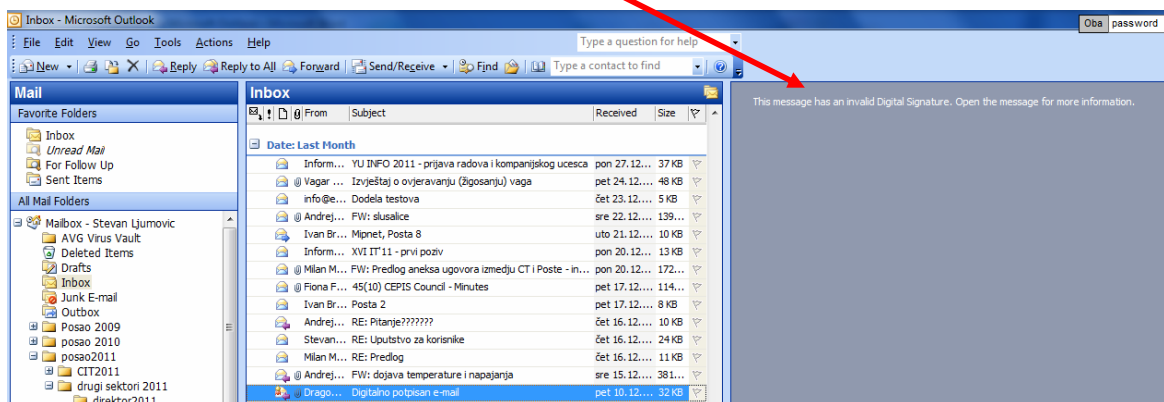 Inbox - Microsoft Outlook
Oba password
File Edit View Go Tools Actions Help Type a question for help
New Reply Reply to All Forward Send/Receive Find Type a contact to find
Mail
Favorite Folders
Inbox
Unread Mail
For Follow Up
Sent Items
All Mail Folders
Mailbox - Stevan Ljumovic
AVG Virus Vault
Deleted Items
Drafts
Inbox
Junk E-mail
Outbox
Posao 2009
posao 2010
posao2011
CIT2011
drugi sektori 2011
direktor2011
Inbox
From Subject Received Size
Date: Last Month
Inform... YU INFO 2011 - prijava radova i kompanijskog ucesca pon 27.12... 37 KB
Vagar ... Izvještaj o ovjeravanju (žigosanju) vaga pet 24.12... 48 KB
info@e... Dodela testova čet 23.12... 5 KB
Andrej... FW: slusalice sre 22.12... 139...
Ivan Br... Mipnet, Posta 8 uto 21.12... 10 KB
Inform... XVI IT'11 - prvi poziv pon 20.12... 13 KB
Milan M... FW: Predlog aneksa ugovora izmedju CT i Poste - in... pon 20.12... 172...
Fiona F... 45(10) CEPIS Council - Minutes pet 17.12... 114...
Ivan Br... Posta 2 pet 17.12... 8 KB
Andrej... RE: Pitanje??????? čet 16.12... 10 KB
Stevan... RE: Uputstvo za korisnike čet 16.12... 24 KB
Milan M... RE: Predlog čet 16.12... 11 KB
Andrej... FW: dojava temperature i napajanja sre 15.12... 381...
Drago... Digitalno potpisan e-mail pet 10.12... 32 KB
This message has an invalid Digital Signature. Open the message for more information.